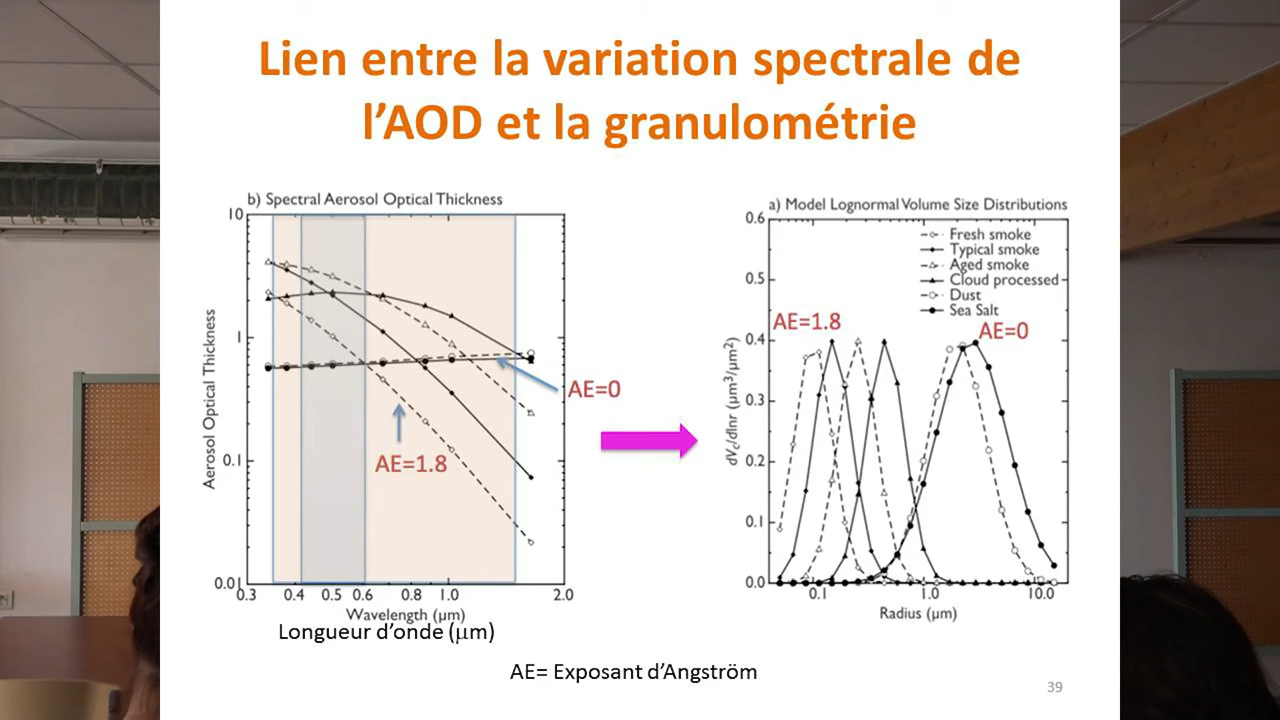 Lien entre la variation spectrale de
l'AOD et la granulométrie
b) Spectral Aerosol Optical Thickness
10
1
0.1
0.01
Aerosol Optical Thickness
0.3 0.4 0.5 0.6 0.8 1.0 2.0
Wavelength (μm)
Longueur d'onde (μm)
AE=0
AE=1.8
a) Model Lognormal Volume Size Distributions
0.6
0.5
0.4
0.3
0.2
0.1
0.0
dVc/dlnr (μm³/μm²)
Fresh smoke
Typical smoke
Aged smoke
Cloud processed
Dust
Sea Salt
AE=1.8
AE=0
0.1 1.0 10.0
Radius (μm)
AE= Exposant d'Angström
39